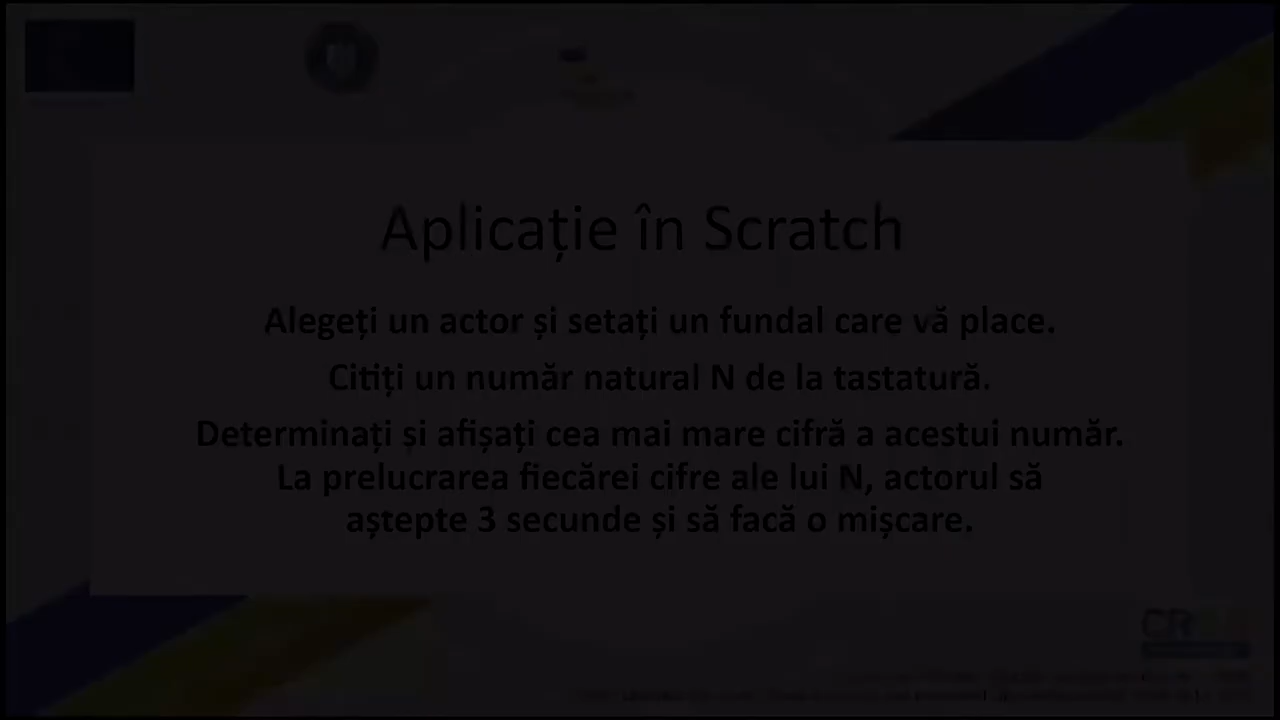 Aplicație în Scratch
Alegeți un actor și setați un fundal care vă place.
Citiți un număr natural N de la tastatură.
Determinați și afișați cea mai mare cifră a acestui număr.
La prelucrarea fiecărei cifre ale lui N, actorul să
aștepte 3 secunde și să facă o mișcare.